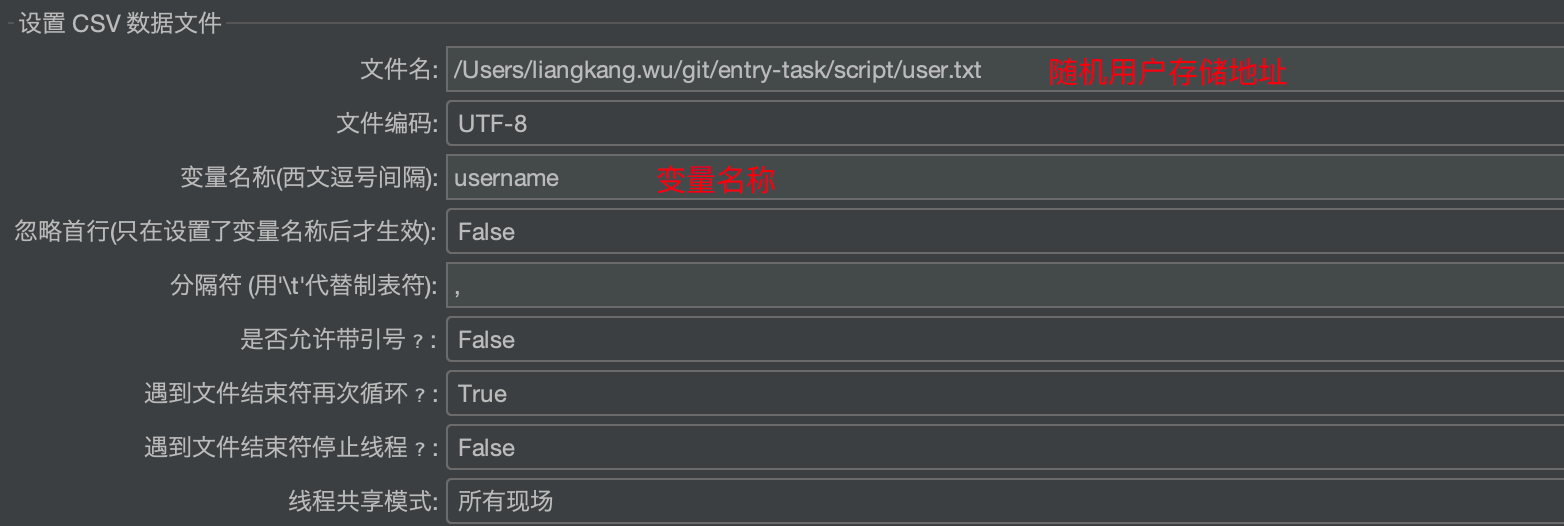 设置 CSV 数据文件
文件名: /Users/liangkang.wu/git/entry-task/script/user.txt 随机用户存储地址
文件编码: UTF-8
变量名称(西文逗号间隔): username 变量名称
忽略首行(只在设置了变量名称后才生效): False
分隔符 (用'\t'代替制表符): ,
是否允许带引号?: False
遇到文件结束符再次循环?: True
遇到文件结束符停止线程?: False
线程共享模式: 所有现场